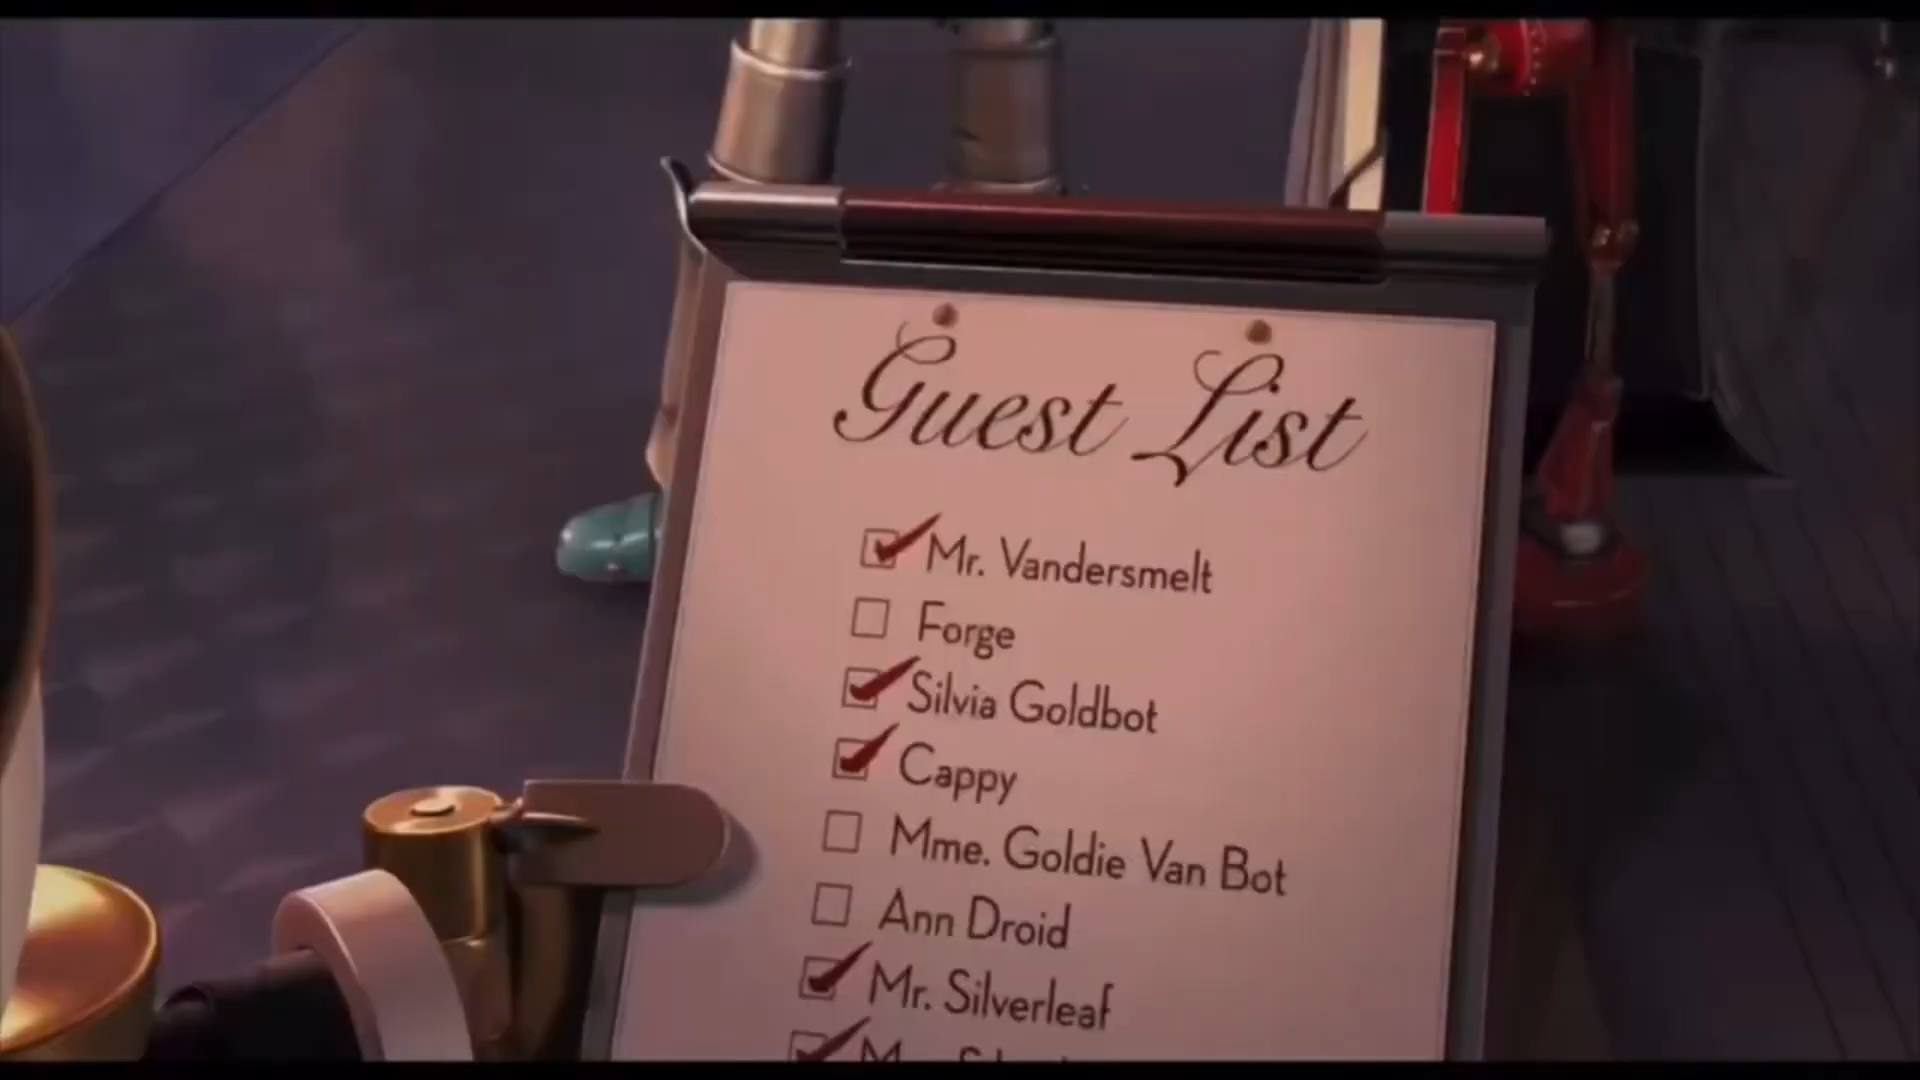 Guest List
Mr. Vandersmelt
Forge
Silvia Goldbot
Cappy
Mme. Goldie Van Bot
Ann Droid
Mr. Silverleaf